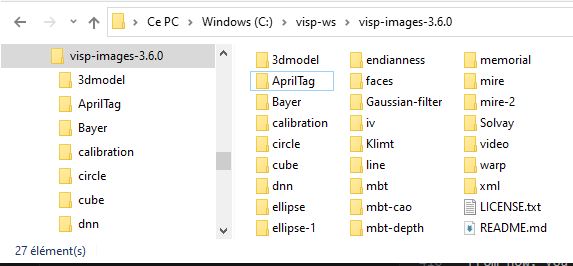 Ce PC > Windows (C:) > visp-ws > visp-images-3.6.0
visp-images-3.6.0
3dmodel
AprilTag
Bayer
calibration
circle
cube
dnn
3dmodel
AprilTag
Bayer
calibration
circle
cube
dnn
ellipse
ellipse-1
endianness
faces
Gaussian-filter
iv
Klimt
line
mbt
mbt-cao
mbt-depth
memorial
mire
mire-2
Solvay
video
warp
xml
LICENSE.txt
README.md
27 élément(s)